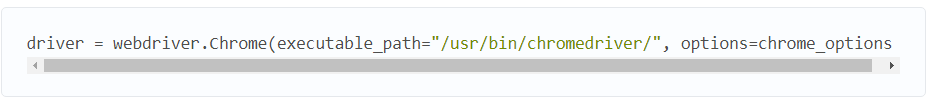 driver = webdriver.Chrome(executable_path="/usr/bin/chromedriver/", options=chrome_options